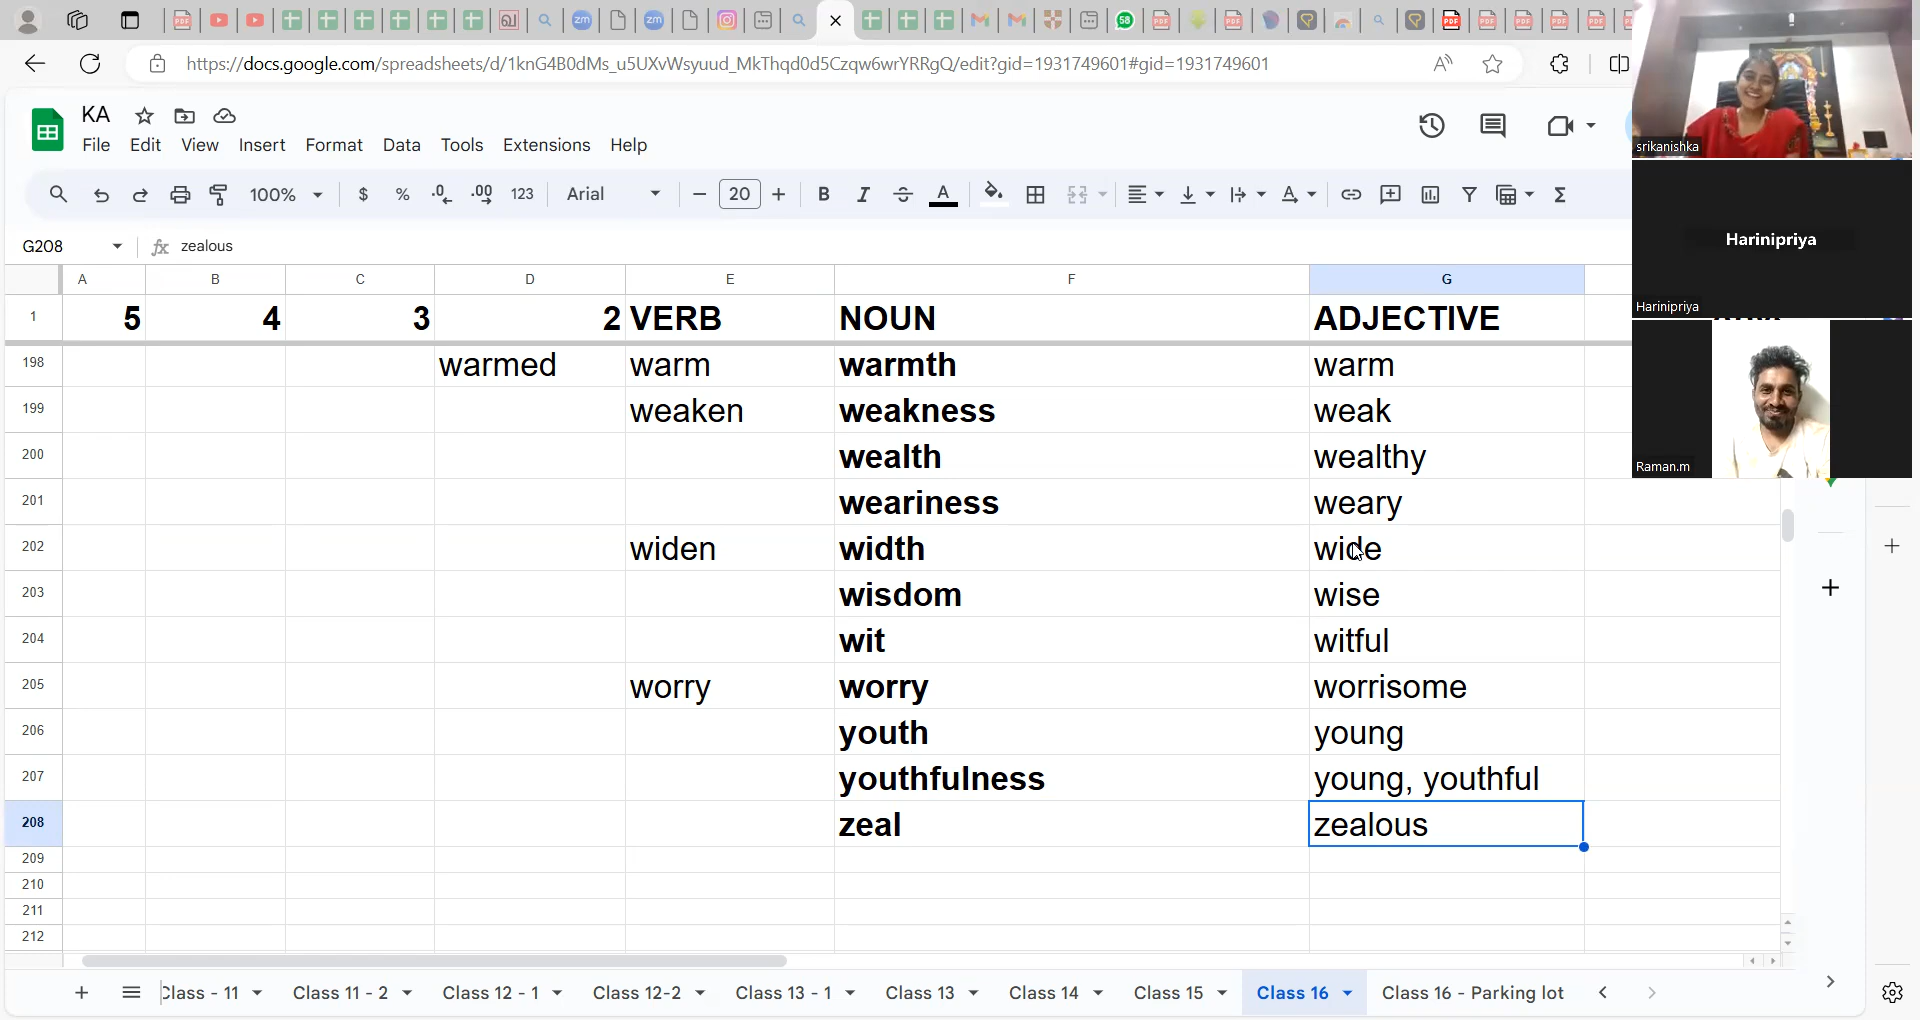 58
https://docs.google.com/spreadsheets/d/1knG4B0dMs_u5UXvWsyuud_MkThqd0d5Czqw6wrYRRgQ/edit?gid=1931749601#gid=1931749601
KA
File Edit View Insert Format Data Tools Extensions Help
100% $ % .0 .00 123 Arial 20 B I S A Σ
G208 fx zealous
A B C D E F G
1 5 4 3 2 VERB NOUN ADJECTIVE
198 warmed warm warmth warm
199 weaken weakness weak
200 wealth wealthy
201 weariness weary
202 widen width wide
203 wisdom wise
204 wit witful
205 worry worry worrisome
206 youth young
207 youthfulness young, youthful
208 zeal zealous
209
210
211
212
Class - 11 Class 11 - 2 Class 12 - 1 Class 12-2 Class 13 - 1 Class 13 Class 14 Class 15 Class 16 Class 16 - Parking lot
srikanishka
Harinipriya
Harinipriya
Raman.m